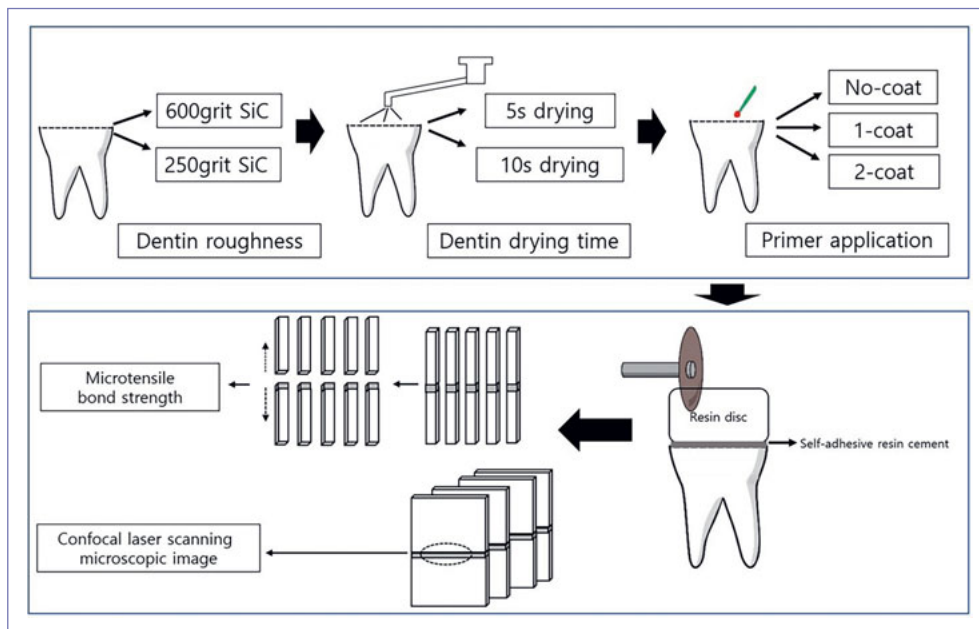 600grit SiC
250grit SiC
Dentin roughness
5s drying
10s drying
Dentin drying time
No-coat
1-coat
2-coat
Primer application
Microtensile
bond strength
Resin disc
Self-adhesive resin cement
Confocal laser scanning
microscopic image